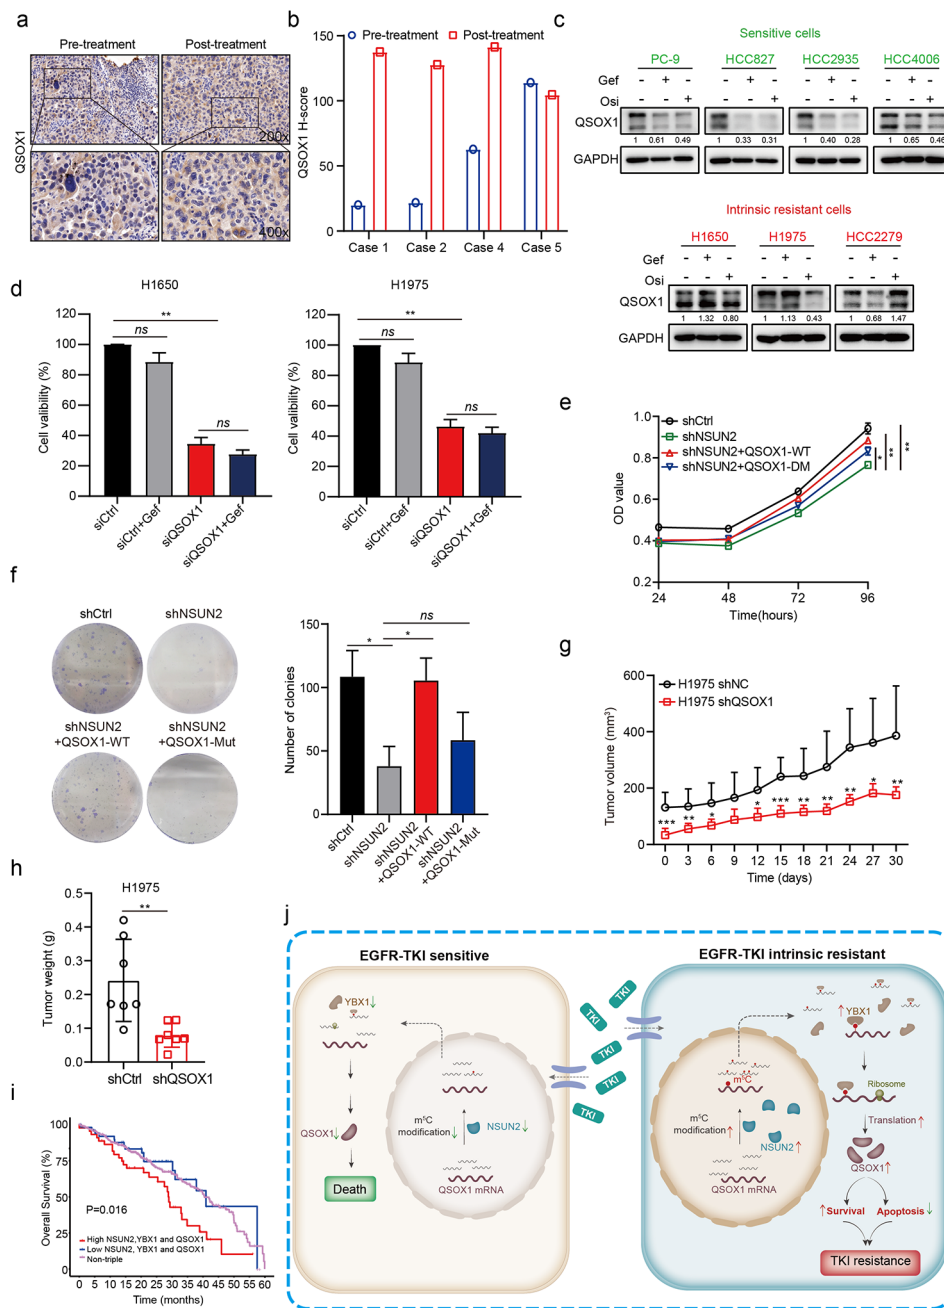 a
Pre-treatment
Post-treatment
QSOX1
200x
400x
b
Pre-treatment
Post-treatment
QSOX1 H-score
150
100
50
0
Case 1
Case 2
Case 4
Case 5
c
Sensitive cells
PC-9
HCC827
HCC2935
HCC4006
Gef
- + -
- + -
- + -
- + -
Osi
- - +
- - +
- - +
- - +
QSOX1
1 0.61 0.49
1 0.33 0.31
1 0.40 0.28
1 0.65 0.46
GAPDH
Intrinsic resistant cells
H1650
H1975
HCC2279
Gef
- + -
- + -
- + -
Osi
- - +
- - +
- - +
QSOX1
1 1.32 0.80
1 1.13 0.43
1 0.68 1.47
GAPDH
d
H1650
Cell valibility (%)
120
100
80
60
40
20
0
**
ns
ns
siCtrl
siCtrl+Gef
siQSOX1
siQSOX1+Gef
H1975
Cell valibility (%)
120
100
80
60
40
20
0
**
ns
ns
siCtrl
siCtrl+Gef
siQSOX1
siQSOX1+Gef
e
shCtrl
shNSUN2
shNSUN2+QSOX1-WT
shNSUN2+QSOX1-DM
OD value
1.0
0.8
0.6
0.4
0.2
24
48
72
96
Time(hours)
*
**
**
f
shCtrl
shNSUN2
shNSUN2
+QSOX1-WT
shNSUN2
+QSOX1-Mut
Number of clonies
150
100
50
0
*
*
ns
shCtrl
shNSUN2
shNSUN2
+QSOX1-WT
shNSUN2
+QSOX1-Mut
g
H1975 shNC
H1975 shQSOX1
Tumor volume (mm³)
600
400
200
0
*** ** * * *** ** ** ** * **
0 3 6 9 12 15 18 21 24 27 30
Time (days)
h
H1975
Tumor weight (g)
0.5
0.4
0.3
0.2
0.1
0.0
**
shCtrl
shQSOX1
i
Overall Survival (%)
100
75
50
25
0
P=0.016
High NSUN2,YBX1 and QSOX1
Low NSUN2, YBX1 and QSOX1
Non-triple
0 5 10 15 20 25 30 35 40 45 50 55 60
Time (months)
j
EGFR-TKI sensitive
YBX1↓
QSOX1↓
Death
m⁵C
modification↓
NSUN2↓
QSOX1 mRNA
TKI
TKI
TKI
TKI
TKI
EGFR-TKI intrinsic resistant
↑YBX1
m⁵C
m⁵C
modification
↑
NSUN2↑
QSOX1 mRNA
Ribosome
Translation↑
QSOX1↑
↑Survival
Apoptosis↓
TKI resistance